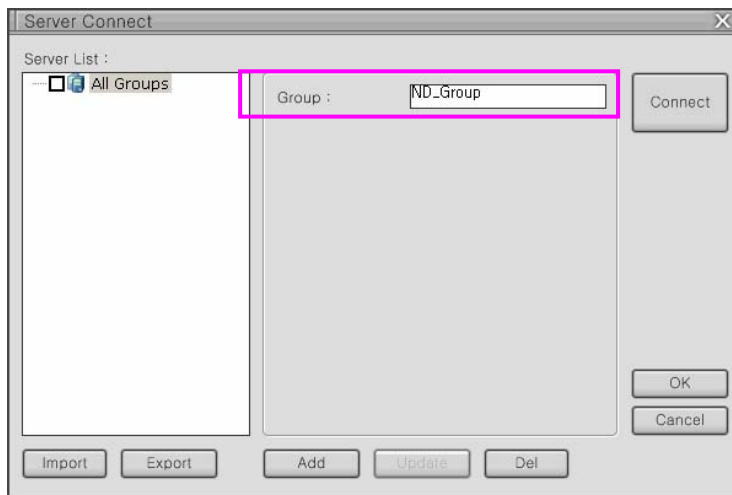 Server Connect
Server List :
All Groups
Group :
ND_Group
Connect
OK
Cancel
Import
Export
Add
Update
Del